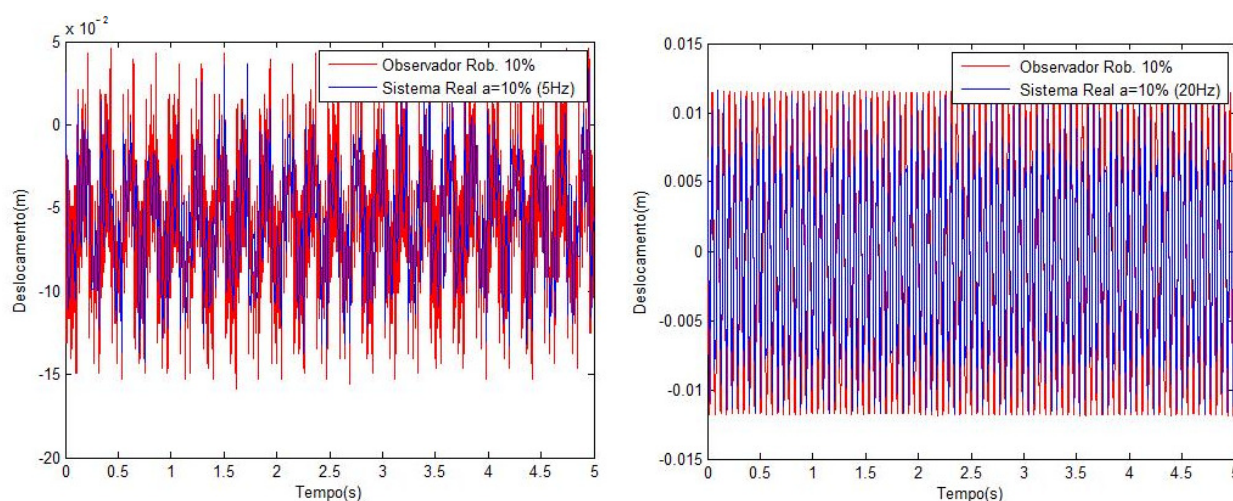 x 10⁻²
5
0
-5
-10
-15
-20
Deslocamento(m)
Observador Rob. 10%
Sistema Real a=10% (5Hz)
0 0.5 1 1.5 2 2.5 3 3.5 4 4.5 5
Tempo(s)
0.015
0.01
0.005
0
-0.005
-0.01
-0.015
Deslocamento(m)
Observador Rob. 10%
Sistema Real a=10% (20Hz)
0 0.5 1 1.5 2 2.5 3 3.5 4 4.5 5
Tempo(s)